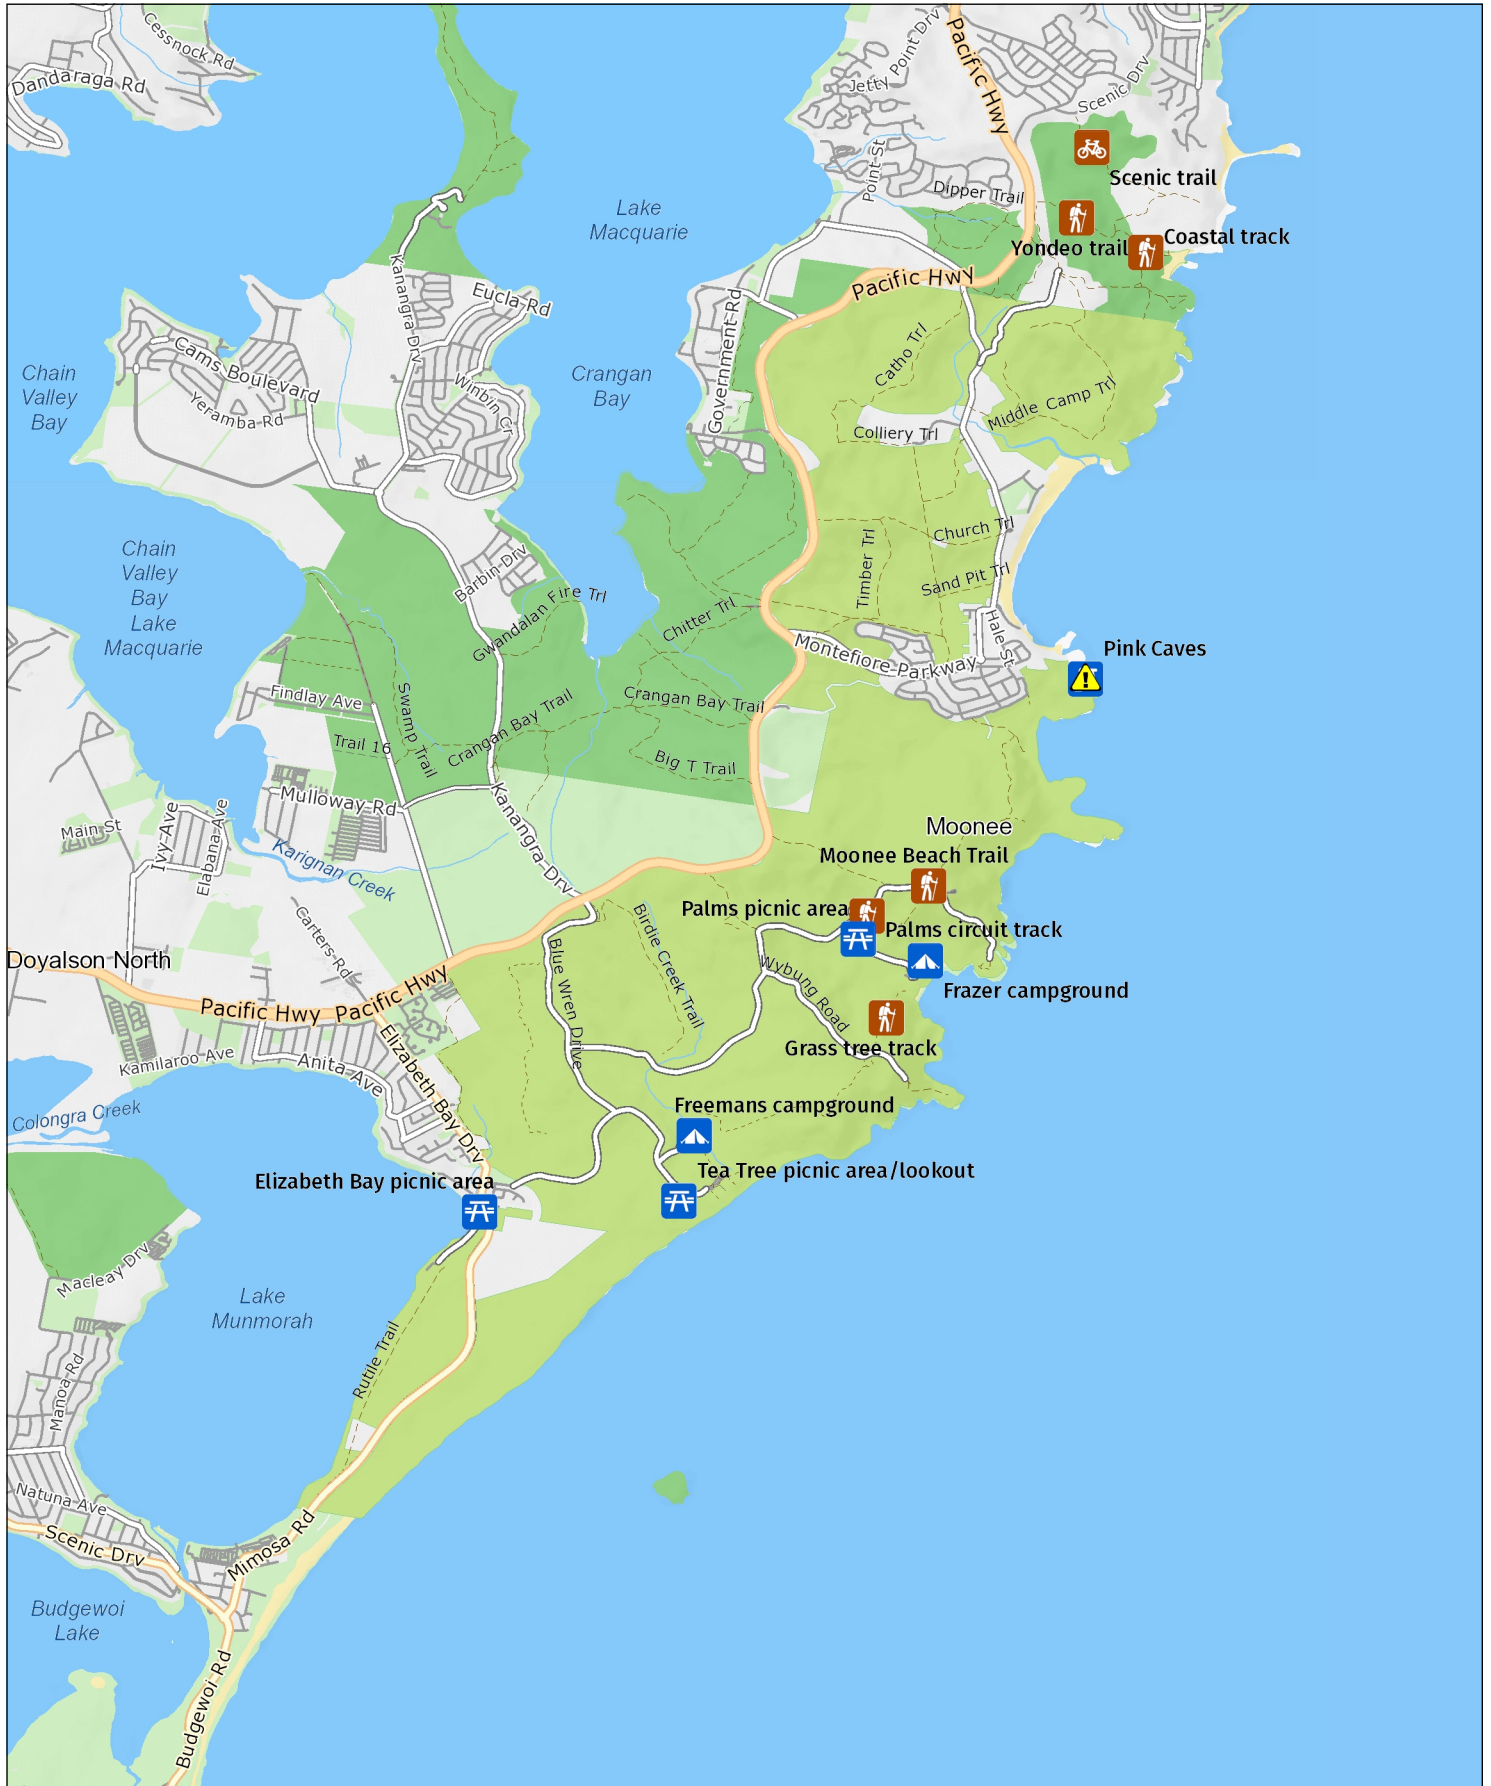 Cessnock Rd
Dandaraga Rd
Jetty Point Drv
Pacific Hwy
Scenic Drv
Scenic trail
Point St
Dipper Trail
Lake
Macquarie
Yondeo trail
Coastal track
Kanangra Drv
Eucla Rd
Pacific Hwy
Government Rd
Cams Boulevard
Yeramba Rd
Winbin Cr
Chain
Valley
Bay
Crangan
Bay
Catho Trl
Middle Camp Trl
Colliery Trl
Chain
Valley
Bay
Lake
Macquarie
Barbin Drv
Gwandalan Fire Trl
Chitter Trl
Timber Trl
Church Trl
Sand Pit Trl
Hale St
Montefiore Parkway
Pink Caves
Findlay Ave
Swamp Trail
Trail 16
Crangan Bay Trail
Crangan Bay Trail
Big T Trail
Mulloway Rd
Main St
Ivy Ave
Elabana Ave
Karignan Creek
Kanangra Drv
Moonee
Moonee Beach Trail
Palms picnic area
Palms circuit track
Carters Rd
Birdie Creek Trail
Blue Wren Drive
Wybung Road
Frazer campground
Doyalson North
Pacific Hwy
Pacific Hwy
Grass tree track
Kamilaroo Ave
Anita Ave
Elizabeth Bay Drv
Colongra Creek
Freemans campground
Tea Tree picnic area/lookout
Elizabeth Bay picnic area
Macleay Drv
Lake
Munmorah
Rutile Trail
Manoa Rd
Natuna Ave
Scenic Drv
Mimosa Rd
Budgewoi
Lake
Budgewoi Rd